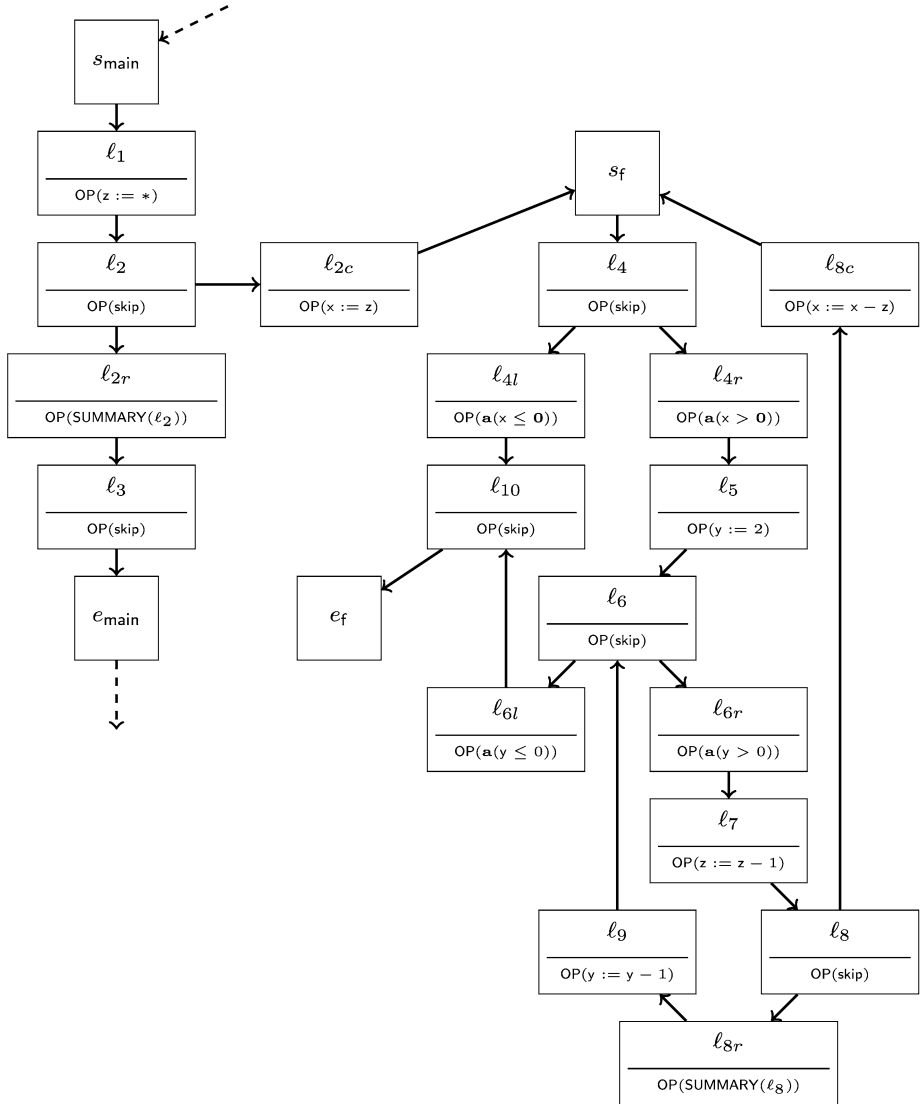 s_main
ℓ_1
OP(z := ∗)
s_f
ℓ_2
OP(skip)
ℓ_2c
OP(x := z)
ℓ_4
OP(skip)
ℓ_8c
OP(x := x − z)
ℓ_2r
OP(SUMMARY(ℓ_2))
ℓ_4l
OP(a(x ≤ 0))
ℓ_4r
OP(a(x > 0))
ℓ_3
OP(skip)
ℓ_10
OP(skip)
ℓ_5
OP(y := 2)
e_main
e_f
ℓ_6
OP(skip)
ℓ_6l
OP(a(y ≤ 0))
ℓ_6r
OP(a(y > 0))
ℓ_7
OP(z := z − 1)
ℓ_9
OP(y := y − 1)
ℓ_8
OP(skip)
ℓ_8r
OP(SUMMARY(ℓ_8))